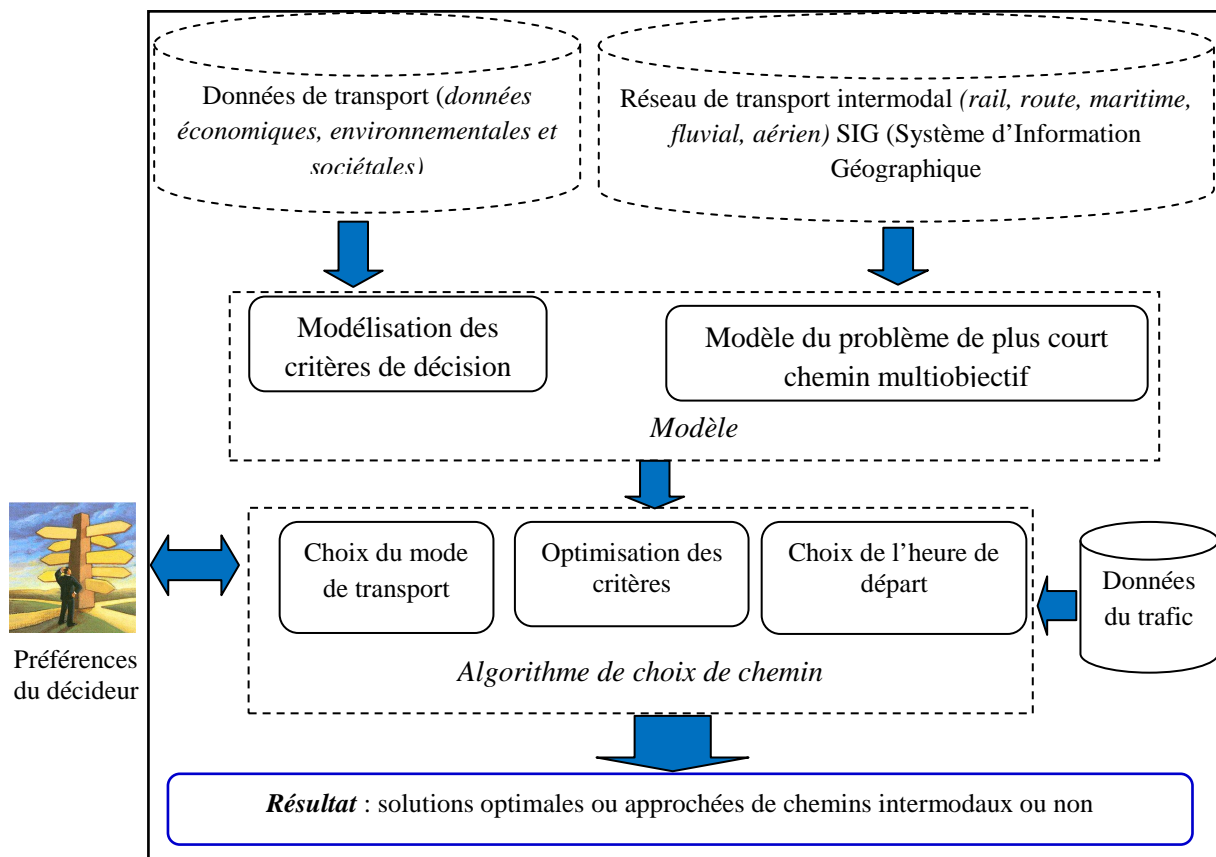 Données de transport (données
économiques, environnementales et
sociétales)
Réseau de transport intermodal (rail, route, maritime,
fluvial, aérien) SIG (Système d’Information
Géographique
Modélisation des
critères de décision
Modèle du problème de plus court
chemin multiobjectif
Modèle
Choix du mode
de transport
Optimisation des
critères
Choix de l’heure de
départ
Algorithme de choix de chemin
Données
du trafic
Préférences
du décideur
Résultat : solutions optimales ou approchées de chemins intermodaux ou non